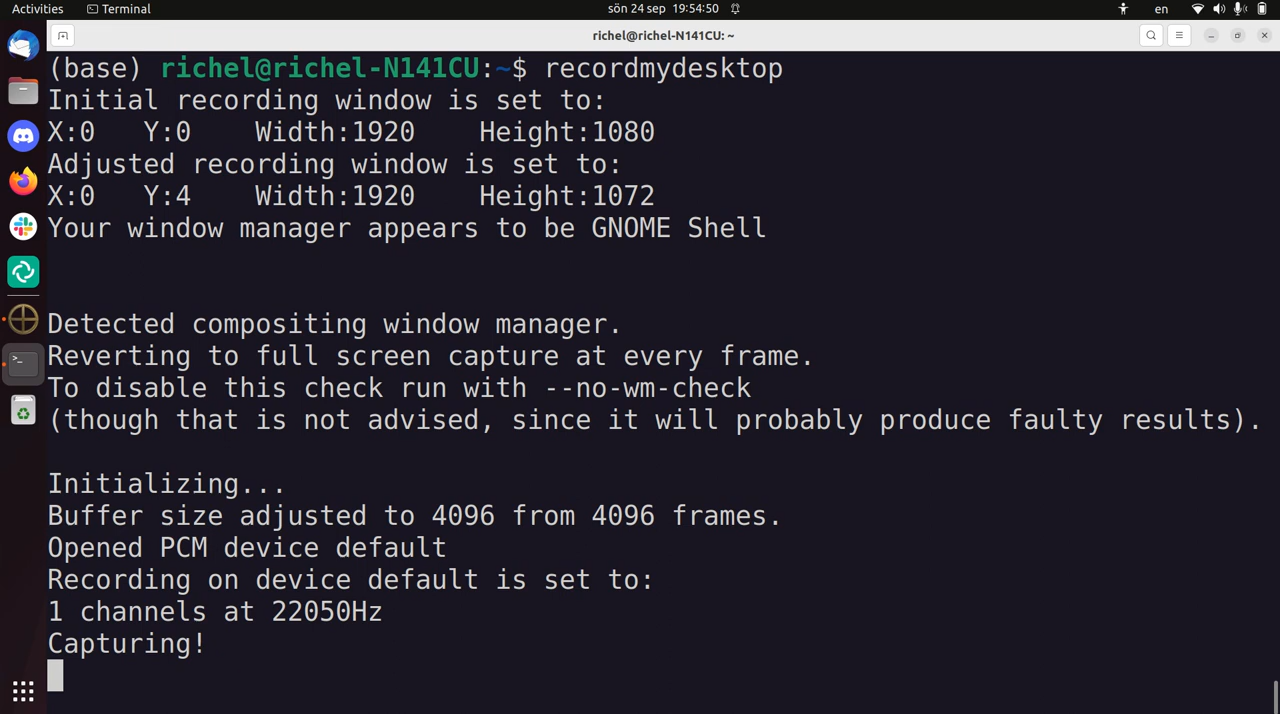 Activities Terminal sön 24 sep 19:54:50 en
richel@richel-N141CU: ~
(base) richel@richel-N141CU:~$ recordmydesktop
Initial recording window is set to:
X:0 Y:0 Width:1920 Height:1080
Adjusted recording window is set to:
X:0 Y:4 Width:1920 Height:1072
Your window manager appears to be GNOME Shell
Detected compositing window manager.
Reverting to full screen capture at every frame.
To disable this check run with --no-wm-check
(though that is not advised, since it will probably produce faulty results).
Initializing...
Buffer size adjusted to 4096 from 4096 frames.
Opened PCM device default
Recording on device default is set to:
1 channels at 22050Hz
Capturing!